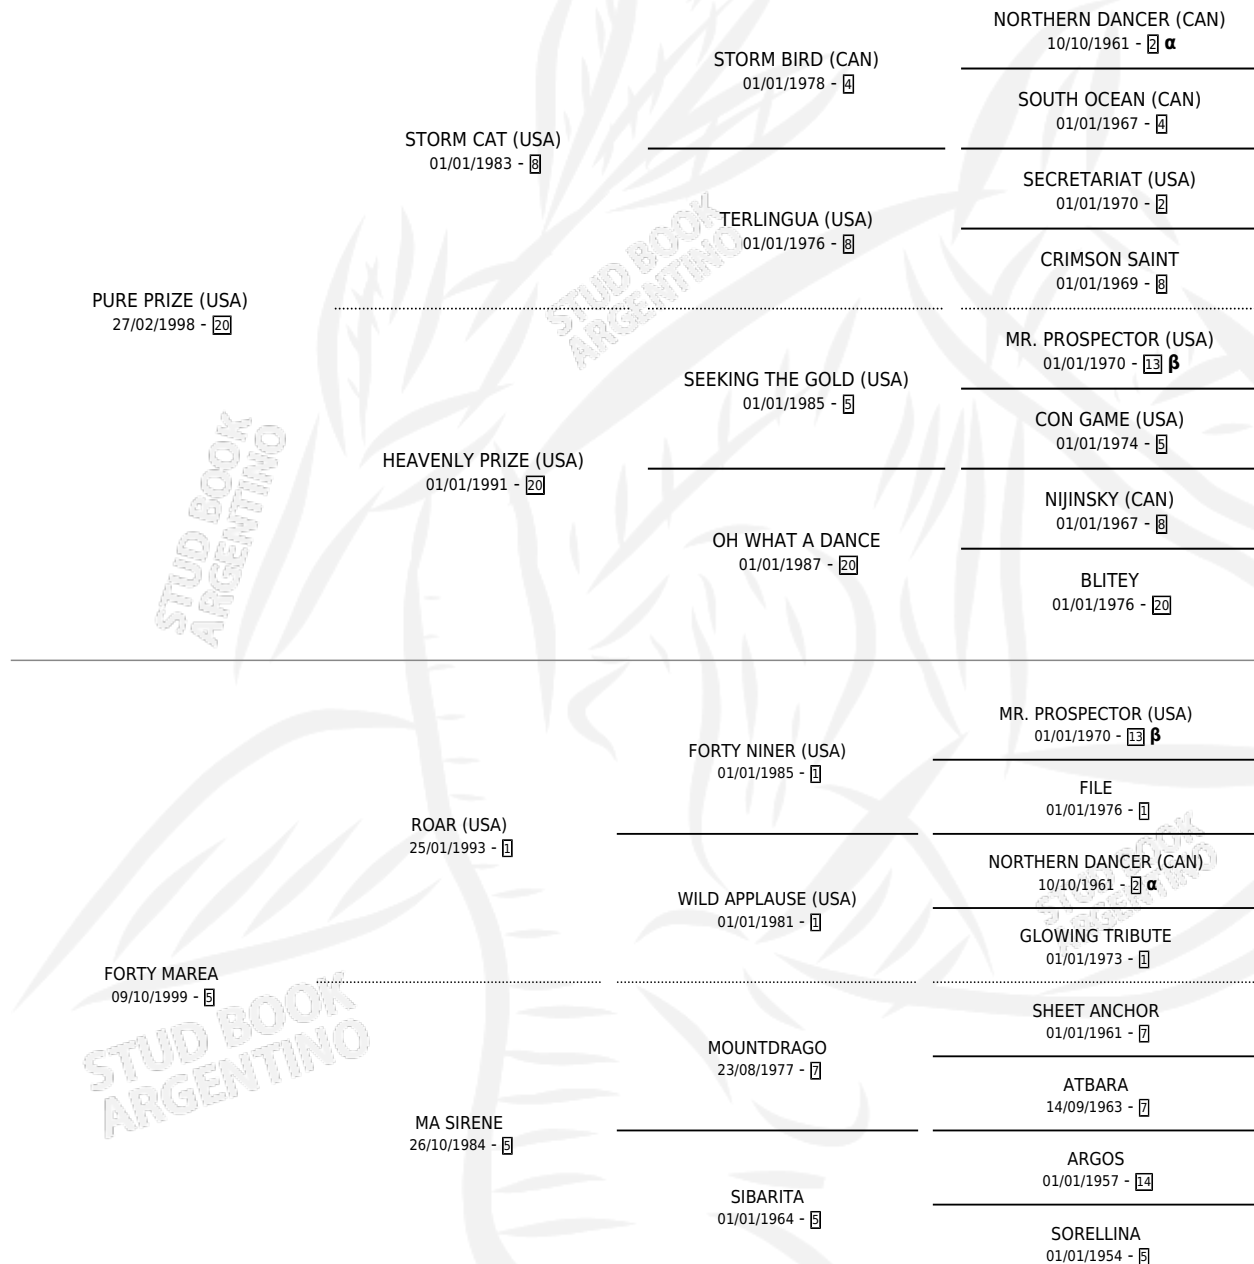 NORTHERN DANCER (CAN)
10/10/1961 - 2 α
STORM BIRD (CAN)
01/01/1978 - 4
SOUTH OCEAN (CAN)
01/01/1967 - 4
STORM CAT (USA)
01/01/1983 - 8
SECRETARIAT (USA)
01/01/1970 - 2
TERLINGUA (USA)
01/01/1976 - 8
CRIMSON SAINT
01/01/1969 - 8
PURE PRIZE (USA)
27/02/1998 - 20
MR. PROSPECTOR (USA)
01/01/1970 - 13 β
SEEKING THE GOLD (USA)
01/01/1985 - 5
CON GAME (USA)
01/01/1974 - 5
HEAVENLY PRIZE (USA)
01/01/1991 - 20
NIJINSKY (CAN)
01/01/1967 - 8
OH WHAT A DANCE
01/01/1987 - 20
BLITEY
01/01/1976 - 20
MR. PROSPECTOR (USA)
01/01/1970 - 13 β
FORTY NINER (USA)
01/01/1985 - 1
FILE
01/01/1976 - 1
ROAR (USA)
25/01/1993 - 1
NORTHERN DANCER (CAN)
10/10/1961 - 2 α
WILD APPLAUSE (USA)
01/01/1981 - 1
GLOWING TRIBUTE
01/01/1973 - 1
FORTY MAREA
09/10/1999 - 5
SHEET ANCHOR
01/01/1961 - 7
MOUNTDRAGO
23/08/1977 - 7
ATBARA
14/09/1963 - 7
MA SIRENE
26/10/1984 - 5
ARGOS
01/01/1957 - 14
SIBARITA
01/01/1964 - 5
SORELLINA
01/01/1954 - 5
STUD BOOK
ARGENTINO
STUD BOOK
ARGENTINO
STUD BOOK
ARGENTINO
STUD BOOK
ARGENTINO